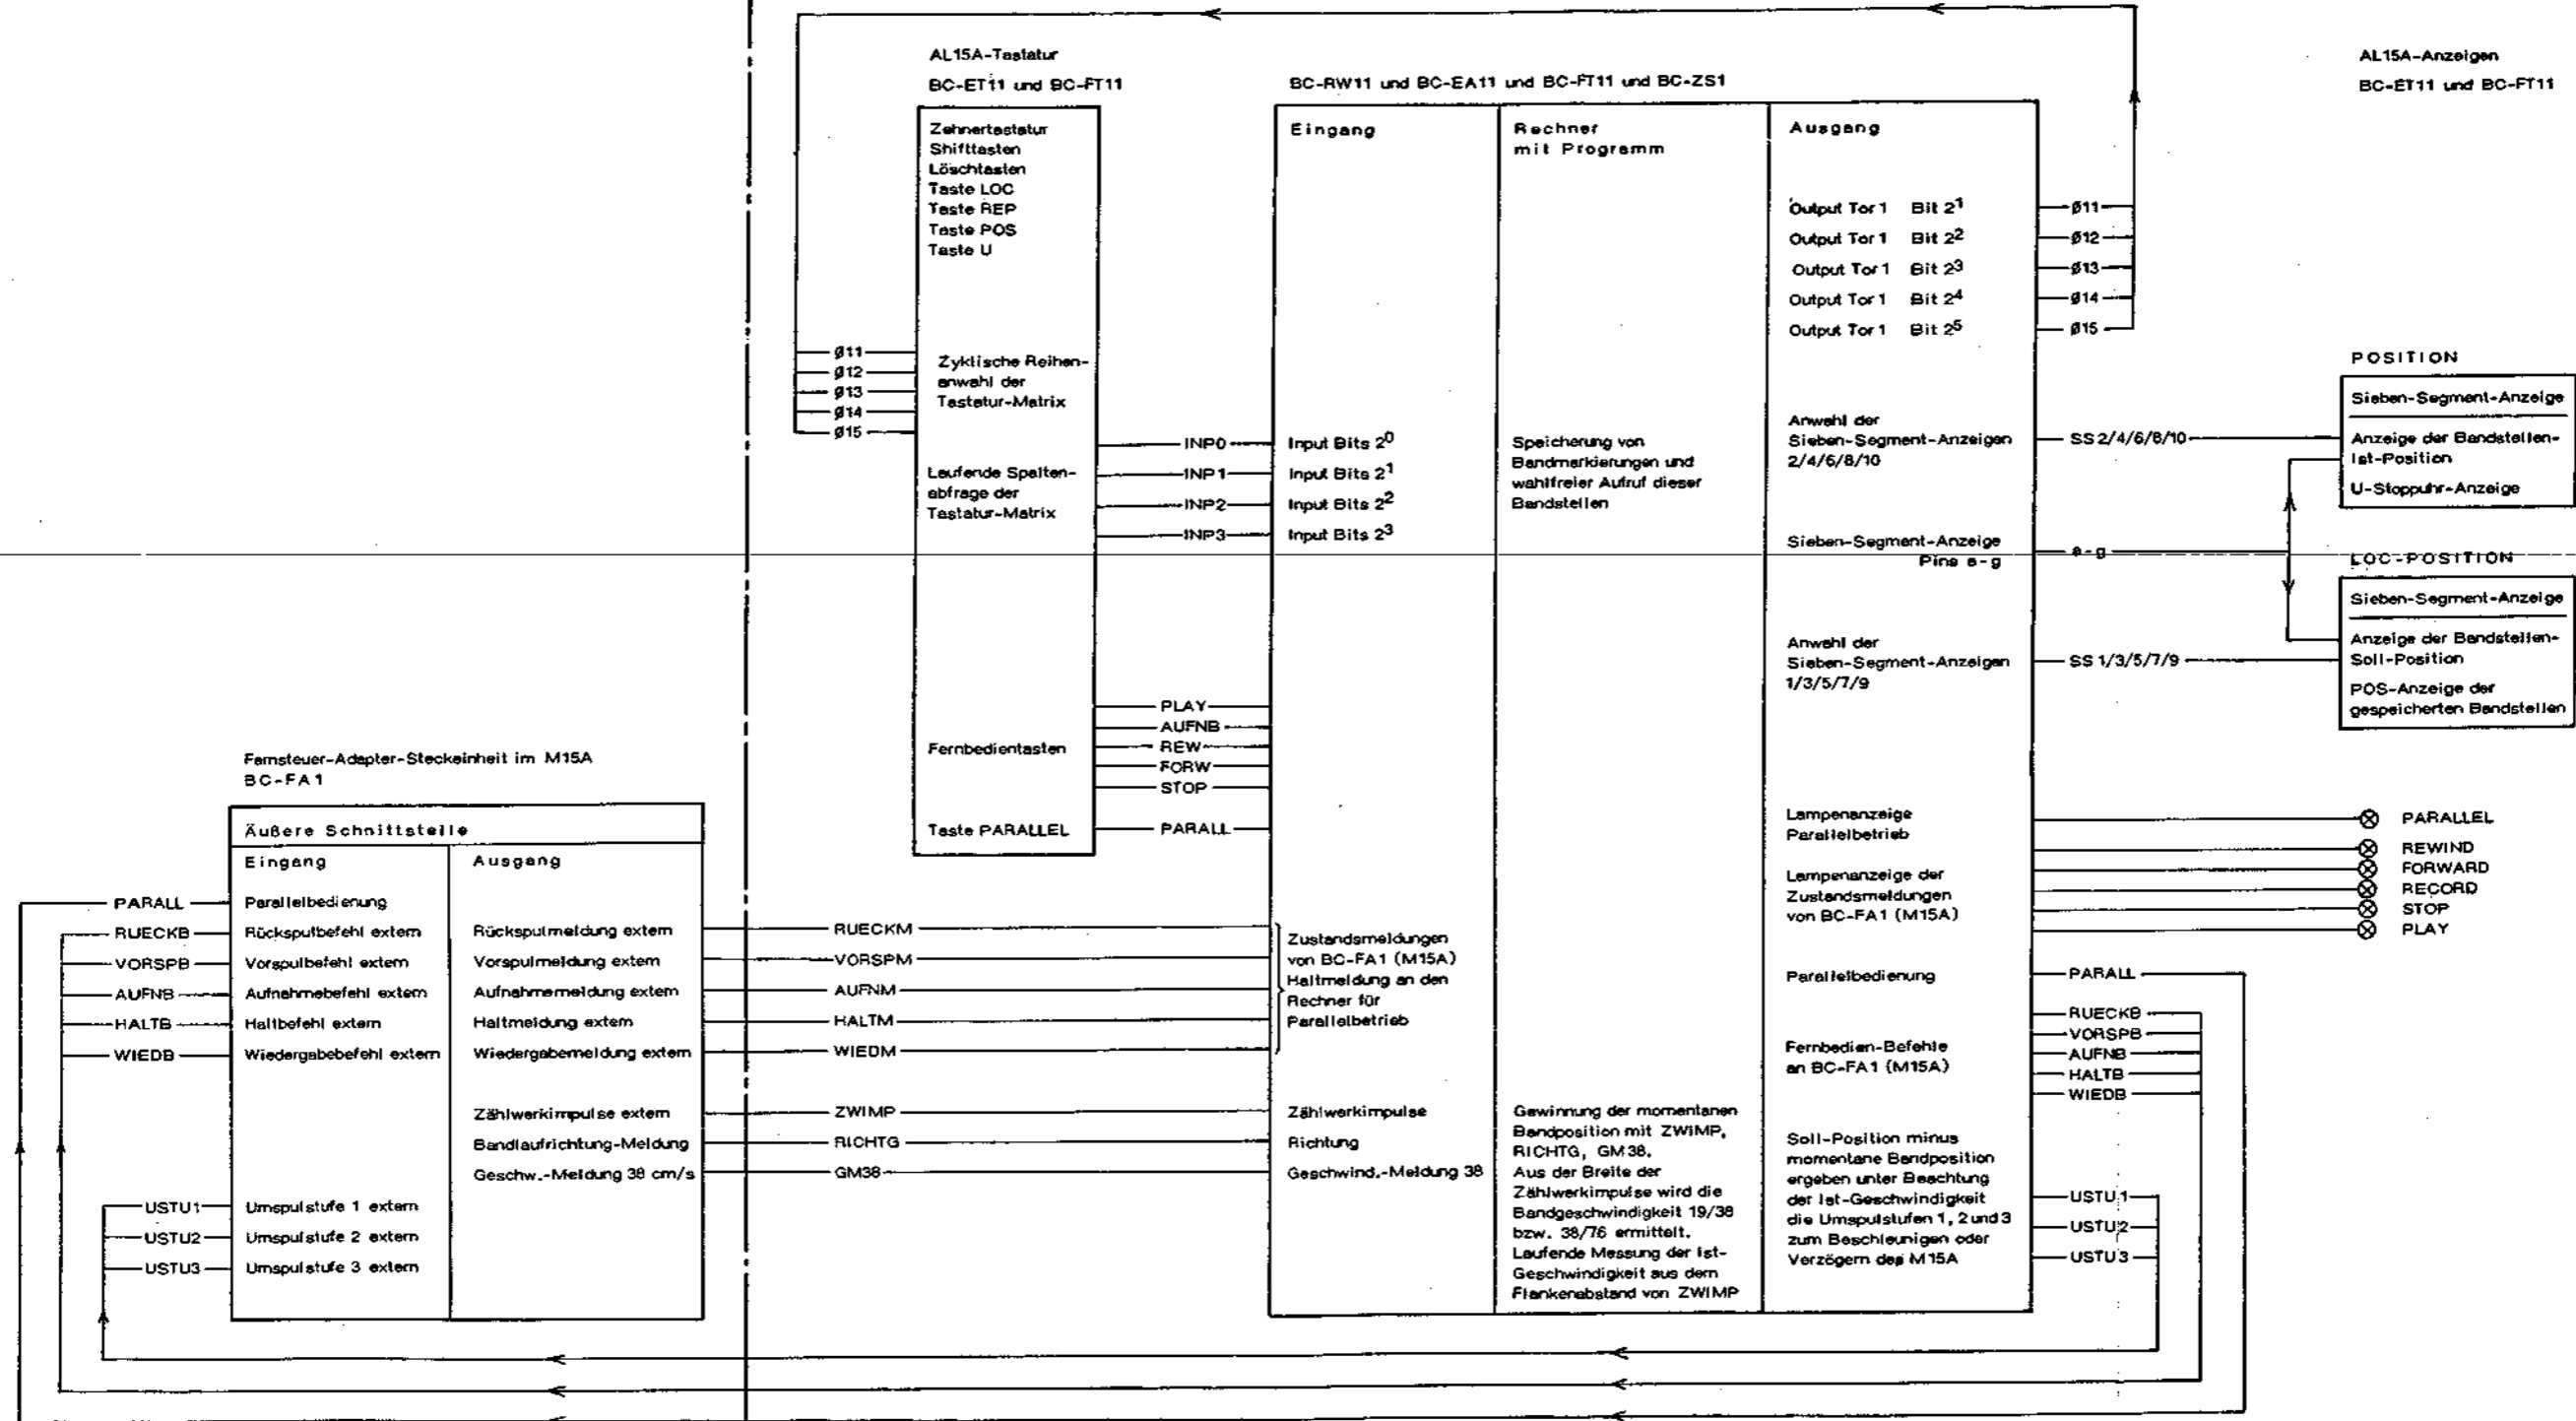 AL15A-Tastatur
BC-ET11 und BC-FT11
Zehnertastatur
Shifttasten
Löschtasten
Taste LOC
Taste REP
Taste POS
Taste U
Ø11
Ø12
Ø13
Ø14
Ø15
Zyklische Reihen-
anwahl der
Tastatur-Matrix
Laufende Spalten-
abfrage der
Tastatur-Matrix
Fernbedientasten
Taste PARALLEL
INP0
INP1
INP2
INP3
PLAY
AUFNB
REW
FORW
STOP
PARALL
BC-RW11 und BC-EA11 und BC-FT11 und BC-ZS1
Eingang
Input Bits 2⁰
Input Bits 2¹
Input Bits 2²
Input Bits 2³
Zustandsmeldungen
von BC-FA1 (M15A)
Haltmeldung an den
Rechner für
Parallelbetrieb
Zählwerkimpulse
Richtung
Geschwind.-Meldung 38
Rechner
mit Programm
Speicherung von
Bandmarkierungen und
wahlfreier Aufruf dieser
Bandstellen
Gewinnung der momentanen
Bandposition mit ZWIMP,
RICHTG, GM38.
Aus der Breite der
Zählwerkimpulse wird die
Bandgeschwindigkeit 19/38
bzw. 38/76 ermittelt.
Laufende Messung der Ist-
Geschwindigkeit aus dem
Flankenabstand von ZWIMP
Ausgang
Output Tor 1 Bit 2¹
Output Tor 1 Bit 2²
Output Tor 1 Bit 2³
Output Tor 1 Bit 2⁴
Output Tor 1 Bit 2⁵
Anwahl der
Sieben-Segment-Anzeigen
2/4/6/8/10
Sieben-Segment-Anzeige
Pins a-g
Anwahl der
Sieben-Segment-Anzeigen
1/3/5/7/9
Lampenanzeige
Parallelbetrieb
Lampenanzeige der
Zustandsmeldungen
von BC-FA1 (M15A)
Parallelbedienung
Fernbedien-Befehle
an BC-FA1 (M15A)
Soll-Position minus
momentane Bandposition
ergeben unter Beachtung
der Ist-Geschwindigkeit
die Umspulstufen 1, 2 und 3
zum Beschleunigen oder
Verzögern des M15A
Ø11
Ø12
Ø13
Ø14
Ø15
SS 2/4/6/8/10
a-g
SS 1/3/5/7/9
PARALL
RUECKB
VORSPB
AUFNB
HALTB
WIEDB
USTU1
USTU2
USTU3
AL15A-Anzeigen
BC-ET11 und BC-FT11
POSITION
Sieben-Segment-Anzeige
Anzeige der Bandstellen-
Ist-Position
U-Stoppuhr-Anzeige
LOC-POSITION
Sieben-Segment-Anzeige
Anzeige der Bandstellen-
Soll-Position
POS-Anzeige der
gespeicherten Bandstellen
PARALLEL
REWIND
FORWARD
RECORD
STOP
PLAY
Fernsteuer-Adapter-Steckeinheit im M15A
BC-FA1
Äußere Schnittstelle
Eingang
PARALL
Parallelbedienung
RUECKB
Rückspulbefehl extern
VORSPB
Vorspulbefehl extern
AUFNB
Aufnahmebefehl extern
HALTB
Haltbefehl extern
WIEDB
Wiedergabebefehl extern
USTU1
Umspulstufe 1 extern
USTU2
Umspulstufe 2 extern
USTU3
Umspulstufe 3 extern
Ausgang
Rückspulmeldung extern
Vorspulmeldung extern
Aufnahmemeldung extern
Haltmeldung extern
Wiedergabemeldung extern
Zählwerkimpulse extern
Bandlaufrichtung-Meldung
Geschw.-Meldung 38 cm/s
RUECKM
VORSPM
AUFNM
HALTM
WIEDM
ZWIMP
RICHTG
GM38